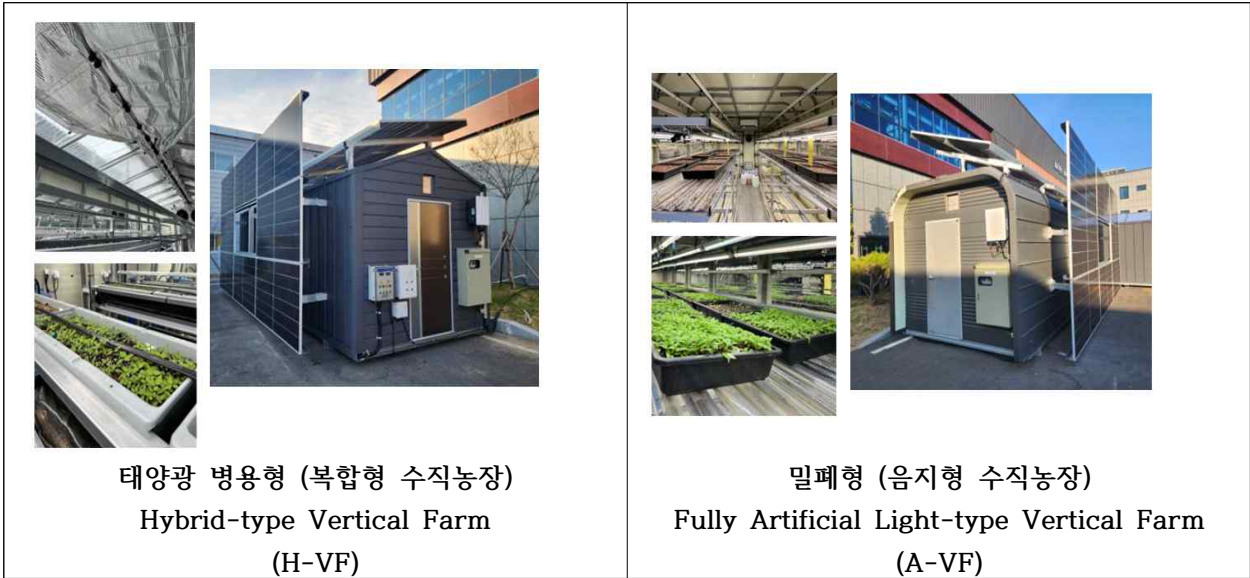 태양광 병용형 (복합형 수직농장)
Hybrid-type Vertical Farm
(H-VF)
밀폐형 (음지형 수직농장)
Fully Artificial Light-type Vertical Farm
(A-VF)